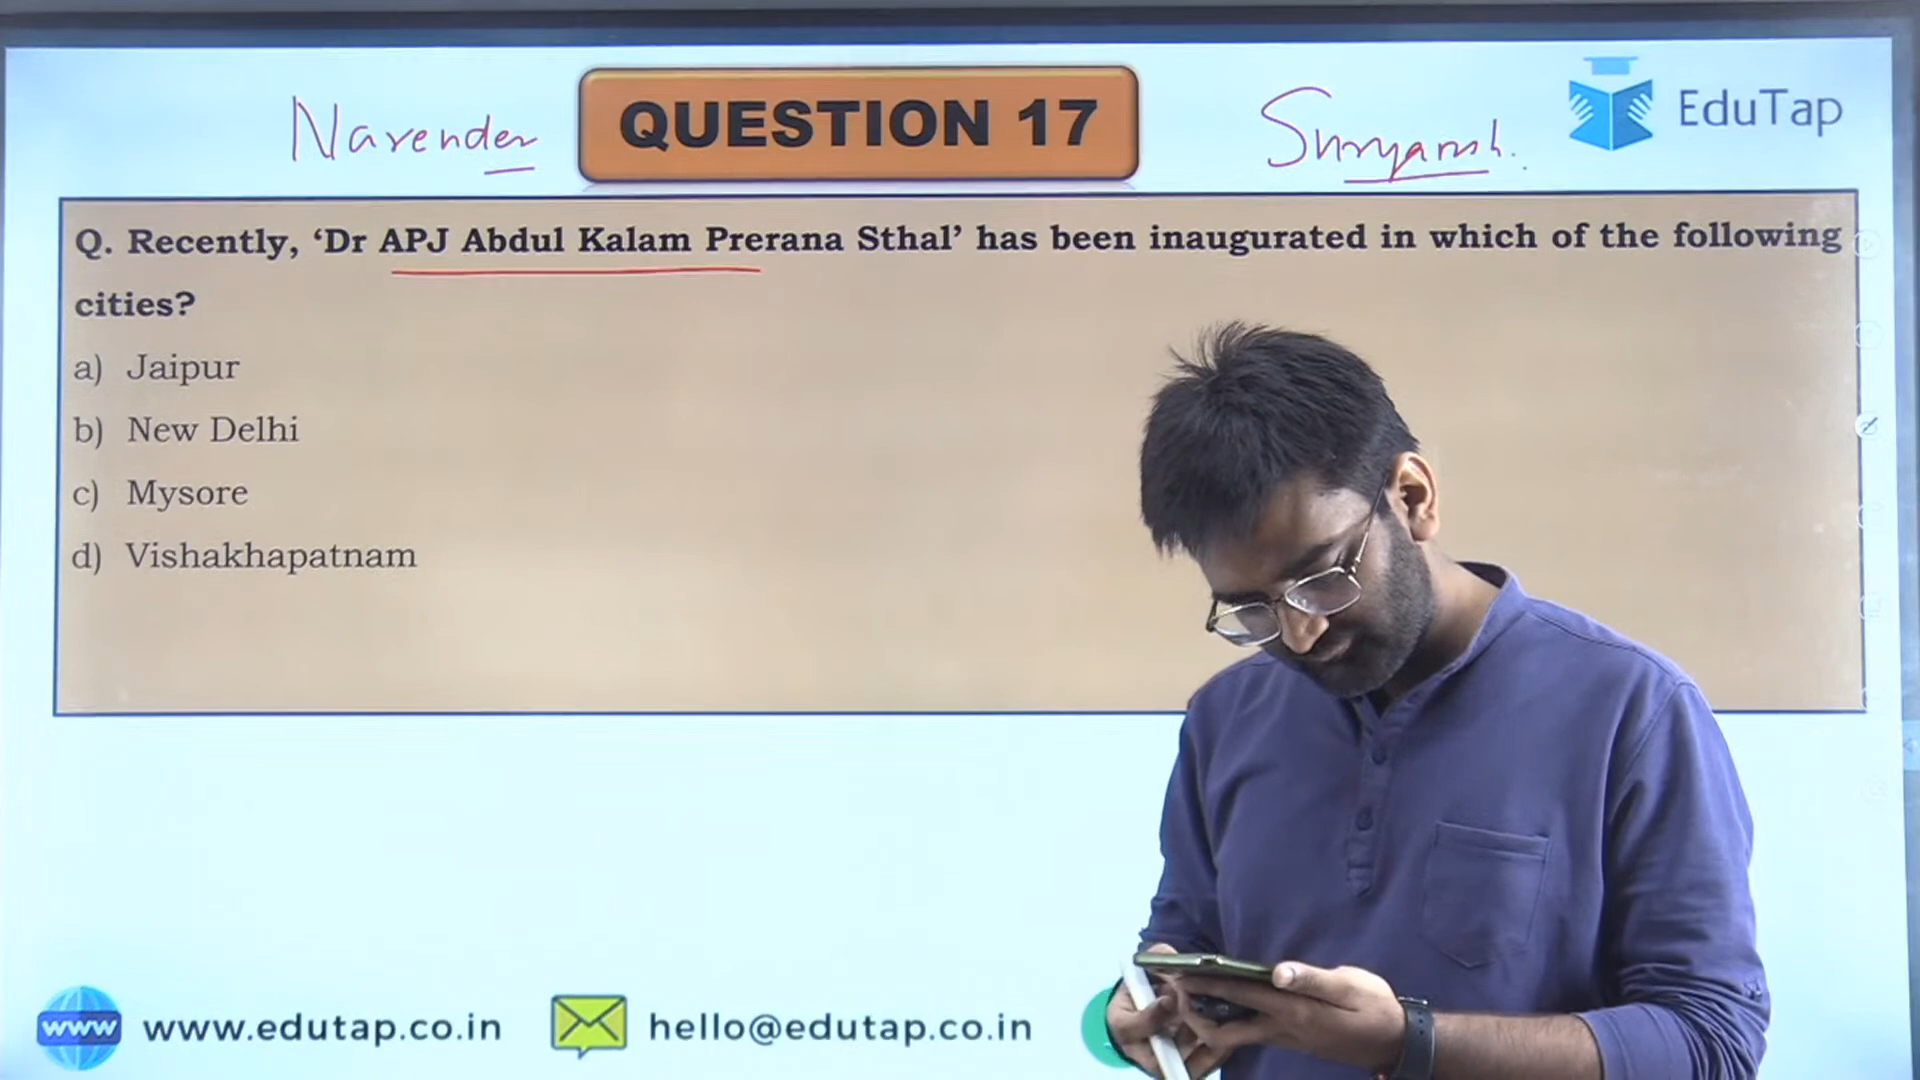 Narender
QUESTION 17
Suryansh.
EduTap
Q. Recently, ‘Dr APJ Abdul Kalam Prerana Sthal’ has been inaugurated in which of the following
cities?
a) Jaipur
b) New Delhi
c) Mysore
d) Vishakhapatnam
www
www.edutap.co.in
hello@edutap.co.in